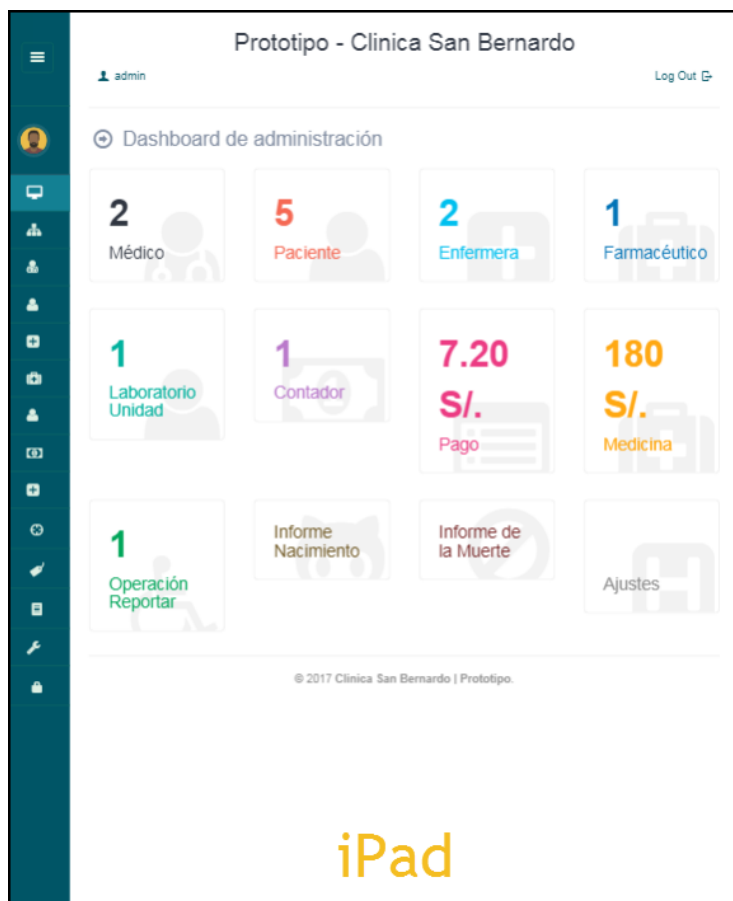 Prototipo - Clinica San Bernardo
admin
Log Out
Dashboard de administración
2
Médico
5
Paciente
2
Enfermera
1
Farmacéutico
1
Laboratorio
Unidad
1
Contador
7.20
S/.
Pago
180
S/.
Medicina
1
Operación
Reportar
Informe
Nacimiento
Informe de
la Muerte
Ajustes
© 2017 Clinica San Bernardo | Prototipo.
iPad